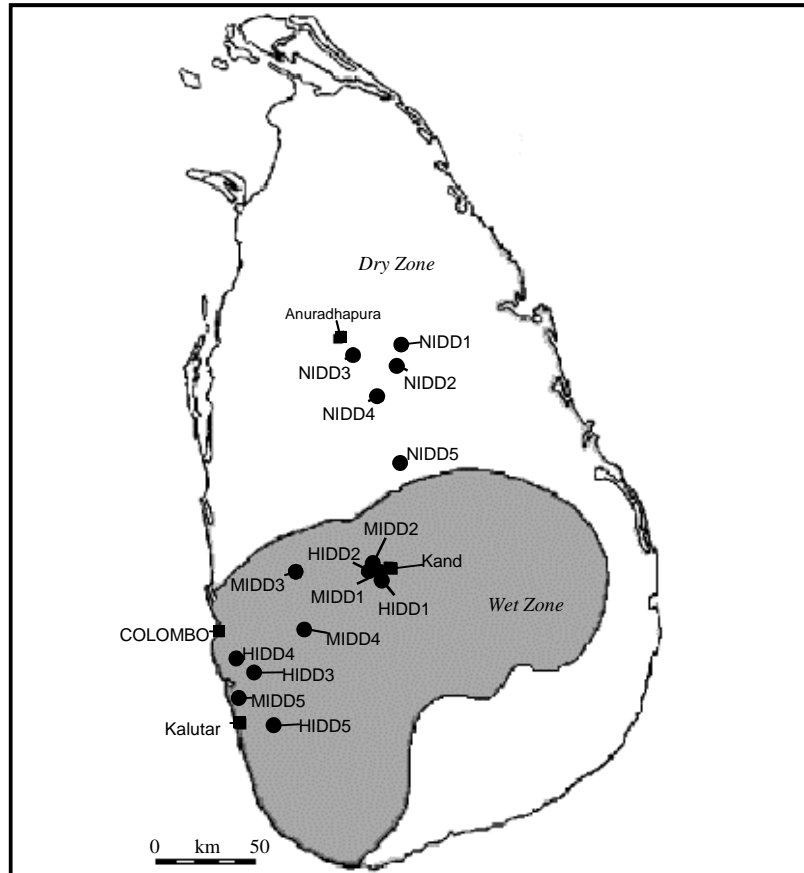 Dry Zone
Anuradhapura
NIDD1
NIDD3
NIDD2
NIDD4
NIDD5
MIDD2
HIDD2
Kand
MIDD3
MIDD1
HIDD1
Wet Zone
COLOMBO
MIDD4
HIDD4
HIDD3
MIDD5
Kalutar
HIDD5
0 km 50